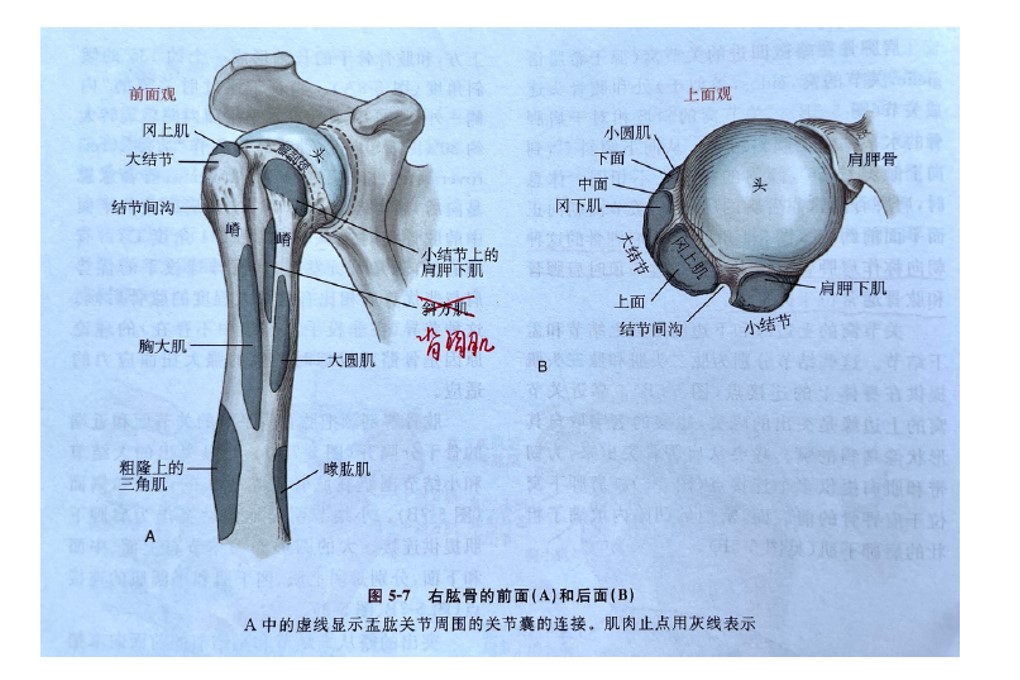 前面观
冈上肌
大结节
头
解剖颈
结节间沟
嵴
嵴
小结节上的
肩胛下肌
斜方肌
背阔肌
胸大肌
大圆肌
粗隆上的
三角肌
喙肱肌
A
上面观
小圆肌
下面
中面
冈下肌
头
肩胛骨
大结节
冈上肌
上面
结节间沟
肩胛下肌
小结节
B
图 5-7 右肱骨的前面(A)和后面(B)
A 中的虚线显示盂肱关节周围的关节囊的连接。肌肉止点用灰线表示